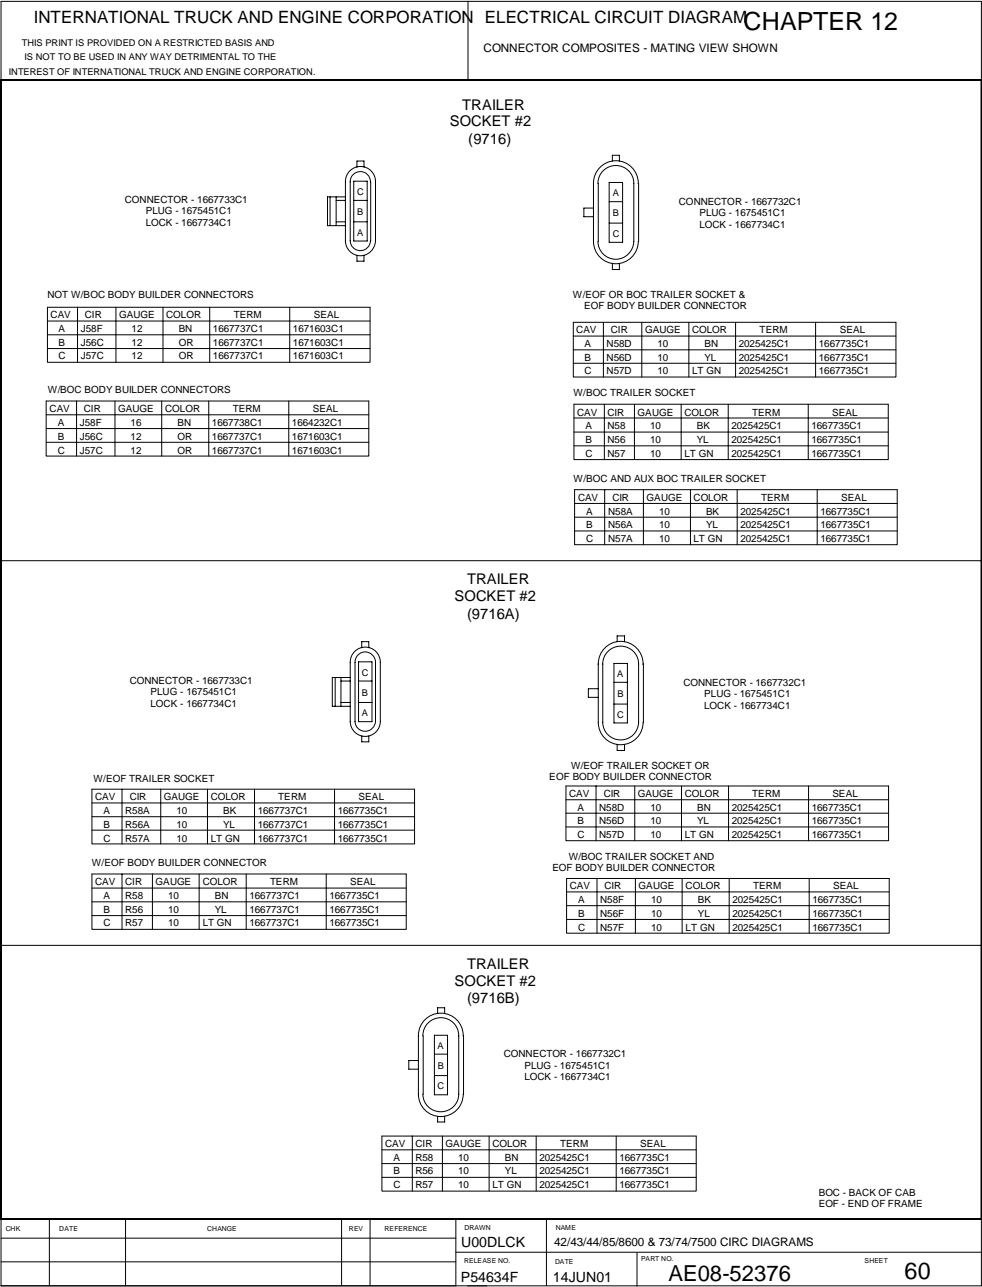 INTERNATIONAL TRUCK AND ENGINE CORPORATION
THIS PRINT IS PROVIDED ON A RESTRICTED BASIS AND
IS NOT TO BE USED IN ANY WAY DETRIMENTAL TO THE
INTEREST OF INTERNATIONAL TRUCK AND ENGINE CORPORATION.
ELECTRICAL CIRCUIT DIAGRAM
CHAPTER 12
CONNECTOR COMPOSITES - MATING VIEW SHOWN
TRAILER
SOCKET #2
(9716)
CONNECTOR - 1667733C1
PLUG - 1675451C1
LOCK - 1667734C1
C
B
A
A
B
C
CONNECTOR - 1667732C1
PLUG - 1675451C1
LOCK - 1667734C1
NOT W/BOC BODY BUILDER CONNECTORS
CAV CIR GAUGE COLOR TERM SEAL
A J58F 12 BN 1667737C1 1671603C1
B J56C 12 OR 1667737C1 1671603C1
C J57C 12 OR 1667737C1 1671603C1
W/BOC BODY BUILDER CONNECTORS
CAV CIR GAUGE COLOR TERM SEAL
A J58F 16 BN 1667738C1 1664232C1
B J56C 12 OR 1667737C1 1671603C1
C J57C 12 OR 1667737C1 1671603C1
W/EOF OR BOC TRAILER SOCKET &
EOF BODY BUILDER CONNECTOR
CAV CIR GAUGE COLOR TERM SEAL
A N58D 10 BN 2025425C1 1667735C1
B N56D 10 YL 2025425C1 1667735C1
C N57D 10 LT GN 2025425C1 1667735C1
W/BOC TRAILER SOCKET
CAV CIR GAUGE COLOR TERM SEAL
A N58 10 BK 2025425C1 1667735C1
B N56 10 YL 2025425C1 1667735C1
C N57 10 LT GN 2025425C1 1667735C1
W/BOC AND AUX BOC TRAILER SOCKET
CAV CIR GAUGE COLOR TERM SEAL
A N58A 10 BK 2025425C1 1667735C1
B N56A 10 YL 2025425C1 1667735C1
C N57A 10 LT GN 2025425C1 1667735C1
TRAILER
SOCKET #2
(9716A)
CONNECTOR - 1667733C1
PLUG - 1675451C1
LOCK - 1667734C1
C
B
A
A
B
C
CONNECTOR - 1667732C1
PLUG - 1675451C1
LOCK - 1667734C1
W/EOF TRAILER SOCKET
CAV CIR GAUGE COLOR TERM SEAL
A R58A 10 BK 1667737C1 1667735C1
B R56A 10 YL 1667737C1 1667735C1
C R57A 10 LT GN 1667737C1 1667735C1
W/EOF BODY BUILDER CONNECTOR
CAV CIR GAUGE COLOR TERM SEAL
A R58 10 BN 1667737C1 1667735C1
B R56 10 YL 1667737C1 1667735C1
C R57 10 LT GN 1667737C1 1667735C1
W/EOF TRAILER SOCKET OR
EOF BODY BUILDER CONNECTOR
CAV CIR GAUGE COLOR TERM SEAL
A N58D 10 BN 2025425C1 1667735C1
B N56D 10 YL 2025425C1 1667735C1
C N57D 10 LT GN 2025425C1 1667735C1
W/BOC TRAILER SOCKET AND
EOF BODY BUILDER CONNECTOR
CAV CIR GAUGE COLOR TERM SEAL
A N58F 10 BK 2025425C1 1667735C1
B N56F 10 YL 2025425C1 1667735C1
C N57F 10 LT GN 2025425C1 1667735C1
TRAILER
SOCKET #2
(9716B)
A
B
C
CONNECTOR - 1667732C1
PLUG - 1675451C1
LOCK - 1667734C1
CAV CIR GAUGE COLOR TERM SEAL
A R58 10 BN 2025425C1 1667735C1
B R56 10 YL 2025425C1 1667735C1
C R57 10 LT GN 2025425C1 1667735C1
BOC - BACK OF CAB
EOF - END OF FRAME
CHK DATE CHANGE REV REFERENCE
DRAWN
U00DLCK
NAME
42/43/44/85/8600 & 73/74/7500 CIRC DIAGRAMS
RELEASE NO.
P54634F
DATE
14JUN01
PART NO.
AE08-52376
SHEET
60